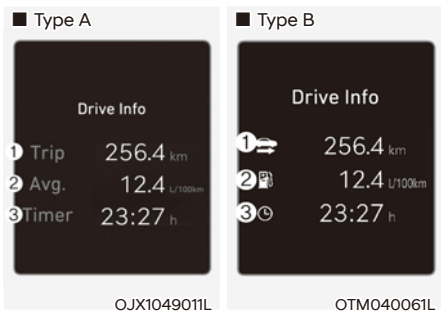 ■ Type A
Drive Info
① Trip 256.4 km
② Avg. 12.4 L/100km
③ Timer 23:27 h
OJX1049011L
■ Type B
Drive Info
① 256.4 km
② 12.4 L/100km
③ 23:27 h
OTM040061L